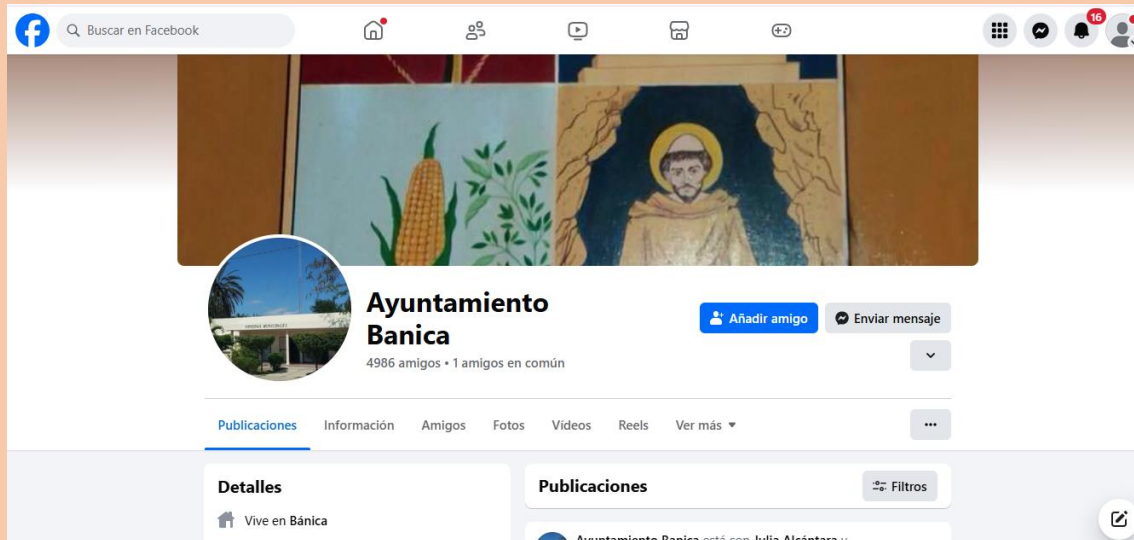 Buscar en Facebook
16
Ayuntamiento
Banica
4986 amigos • 1 amigos en común
Añadir amigo
Enviar mensaje
Publicaciones
Información
Amigos
Fotos
Vídeos
Reels
Ver más
Detalles
Publicaciones
Filtros
Vive en Bánica
Ayuntamiento Banica está con Julia Alcántara y